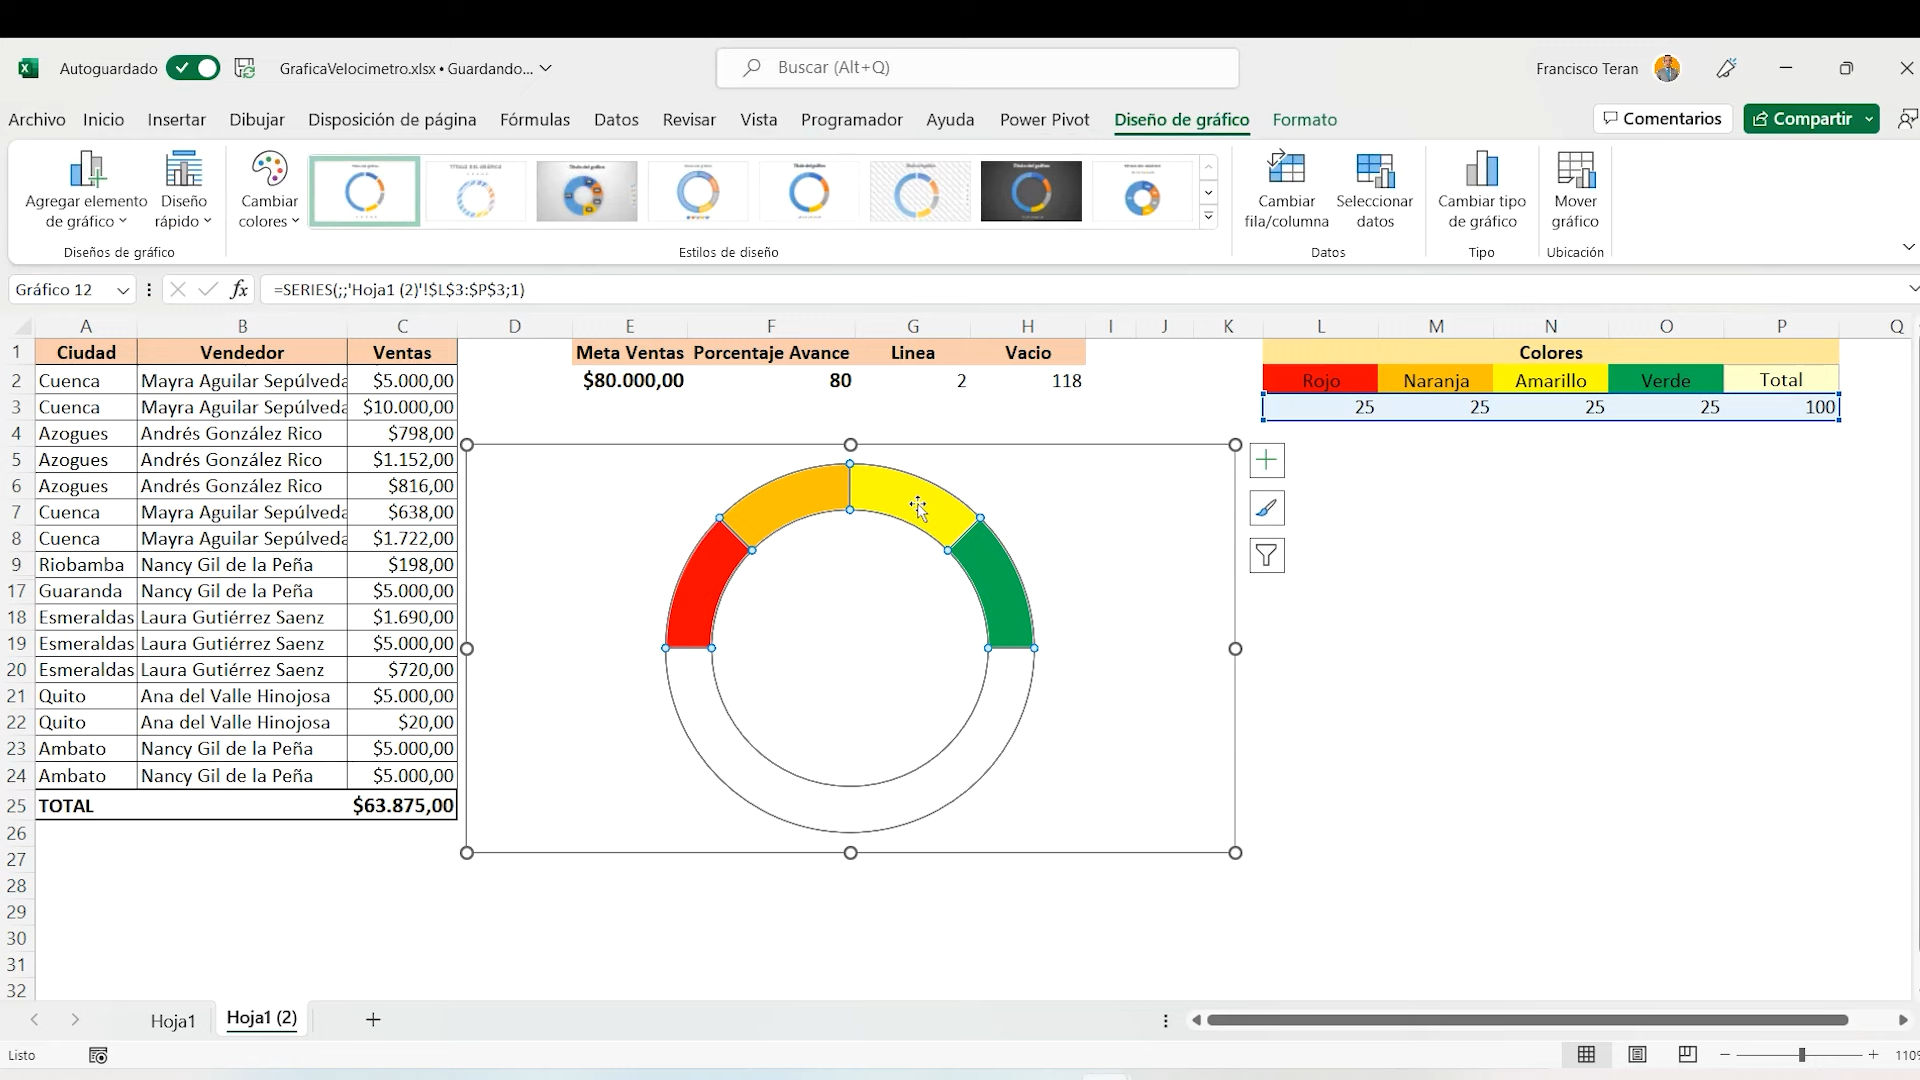 Autoguardado GraficaVelocimetro.xlsx • Guardando... Buscar (Alt+Q) Francisco Teran
Archivo Inicio Insertar Dibujar Disposición de página Fórmulas Datos Revisar Vista Programador Ayuda Power Pivot Diseño de gráfico Formato Comentarios Compartir
Agregar elemento de gráfico Diseño rápido Cambiar colores Cambiar fila/columna Seleccionar datos Cambiar tipo de gráfico Mover gráfico
Diseños de gráfico Estilos de diseño Datos Tipo Ubicación
Gráfico 12 fx =SERIES(;;'Hoja1 (2)'!$L$3:$P$3;1)
A B C D E F G H I J K L M N O P Q
1 Ciudad Vendedor Ventas Meta Ventas Porcentaje Avance Linea Vacio Colores
2 Cuenca Mayra Aguilar Sepúlveda $5.000,00 $80.000,00 80 2 118 Rojo Naranja Amarillo Verde Total
3 Cuenca Mayra Aguilar Sepúlveda $10.000,00 25 25 25 25 100
4 Azogues Andrés González Rico $798,00
5 Azogues Andrés González Rico $1.152,00
6 Azogues Andrés González Rico $816,00
7 Cuenca Mayra Aguilar Sepúlveda $638,00
8 Cuenca Mayra Aguilar Sepúlveda $1.722,00
9 Riobamba Nancy Gil de la Peña $198,00
17 Guaranda Nancy Gil de la Peña $5.000,00
18 Esmeraldas Laura Gutiérrez Saenz $1.690,00
19 Esmeraldas Laura Gutiérrez Saenz $5.000,00
20 Esmeraldas Laura Gutiérrez Saenz $720,00
21 Quito Ana del Valle Hinojosa $5.000,00
22 Quito Ana del Valle Hinojosa $20,00
23 Ambato Nancy Gil de la Peña $5.000,00
24 Ambato Nancy Gil de la Peña $5.000,00
25 TOTAL $63.875,00
26
27
28
29
30
31
32
Hoja1 Hoja1 (2)
Listo 110%